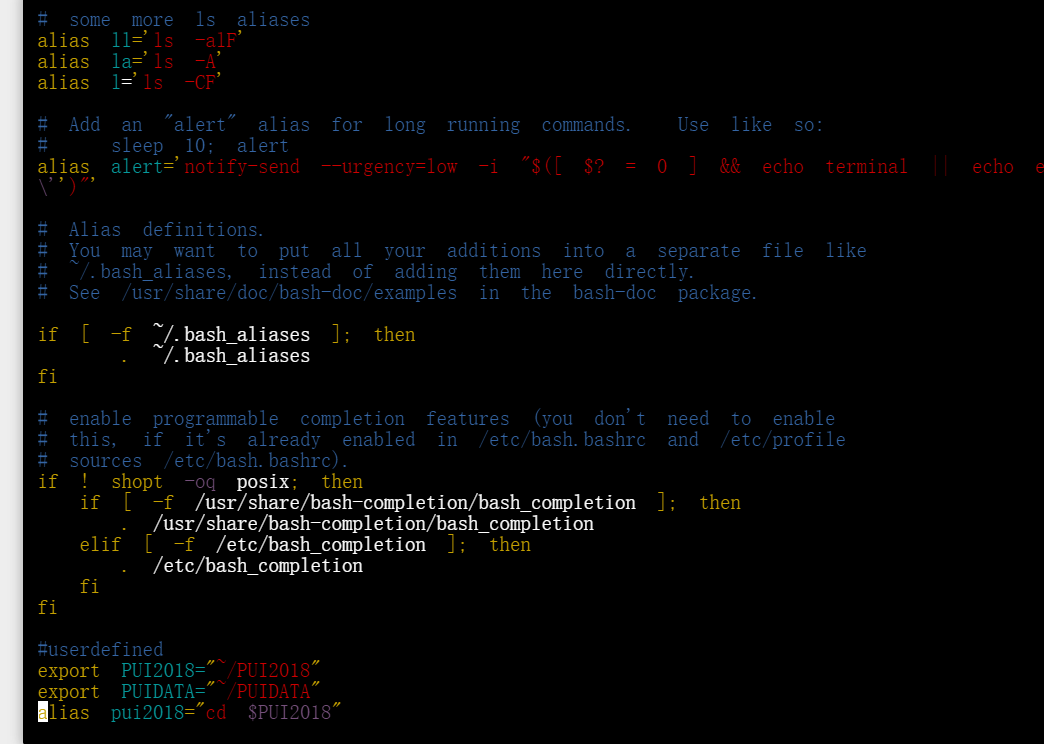 # some more ls aliases
alias ll='ls -alF'
alias la='ls -A'
alias l='ls -CF'
# Add an "alert" alias for long running commands.  Use like so:
#   sleep 10; alert
alias alert='notify-send --urgency=low -i "$([ $? = 0 ] && echo terminal || echo e
\'')"'
# Alias definitions.
# You may want to put all your additions into a separate file like
# ~/.bash_aliases, instead of adding them here directly.
# See /usr/share/doc/bash-doc/examples in the bash-doc package.
if [ -f ~/.bash_aliases ]; then
    . ~/.bash_aliases
fi
# enable programmable completion features (you don't need to enable
# this, if it's already enabled in /etc/bash.bashrc and /etc/profile
# sources /etc/bash.bashrc).
if ! shopt -oq posix; then
  if [ -f /usr/share/bash-completion/bash_completion ]; then
    . /usr/share/bash-completion/bash_completion
  elif [ -f /etc/bash_completion ]; then
    . /etc/bash_completion
  fi
fi
#userdefined
export PUI2018="~/PUI2018"
export PUIDATA="~/PUIDATA"
alias pui2018="cd $PUI2018"